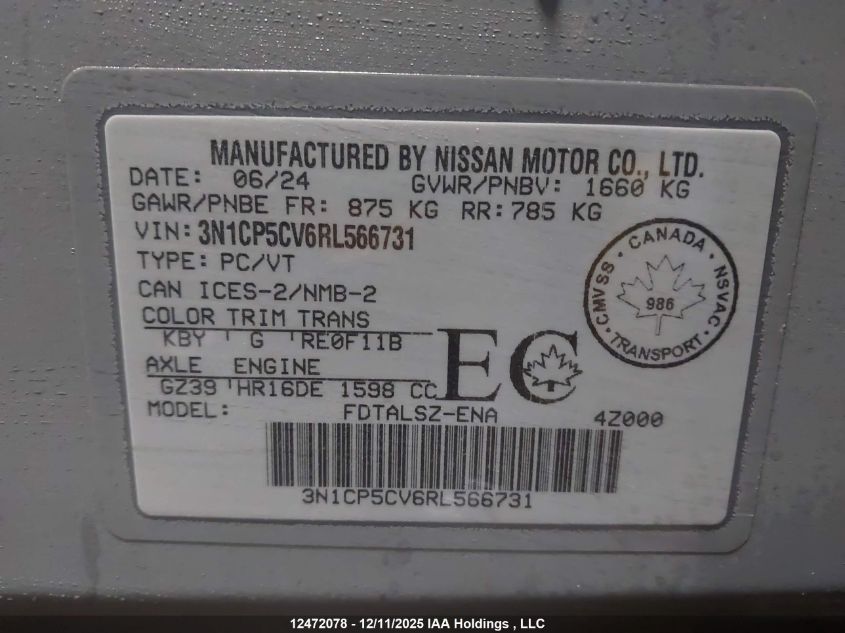 MANUFACTURED BY NISSAN MOTOR CO., LTD.
DATE: 06/24 GVWR/PNBV: 1660 KG
GAWR/PNBE FR: 875 KG RR: 785 KG
VIN: 3N1CP5CV6RL566731
TYPE: PC/VT
CAN ICES-2/NMB-2
COLOR TRIM TRANS
KBY G RE0F11B
AXLE ENGINE
GZ39 HR16DE 1598 CC
EC
MODEL: FDTALSZ-ENA 4Z000
3N1CP5CV6RL566731
CANADA
CMVSS
986
NSVAC
TRANSPORT
12472078 - 12/11/2025 IAA Holdings , LLC